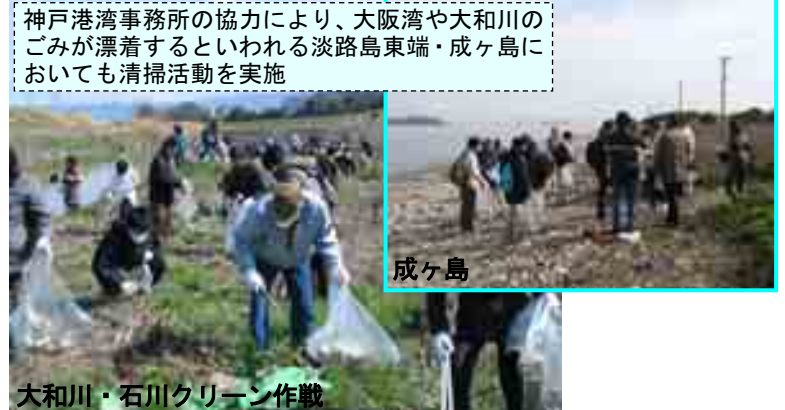 神戸港湾事務所の協力により、大阪湾や大和川の
ごみが漂着するといわれる淡路島東端・成ヶ島に
おいても清掃活動を実施
成ヶ島
大和川・石川クリーン作戦